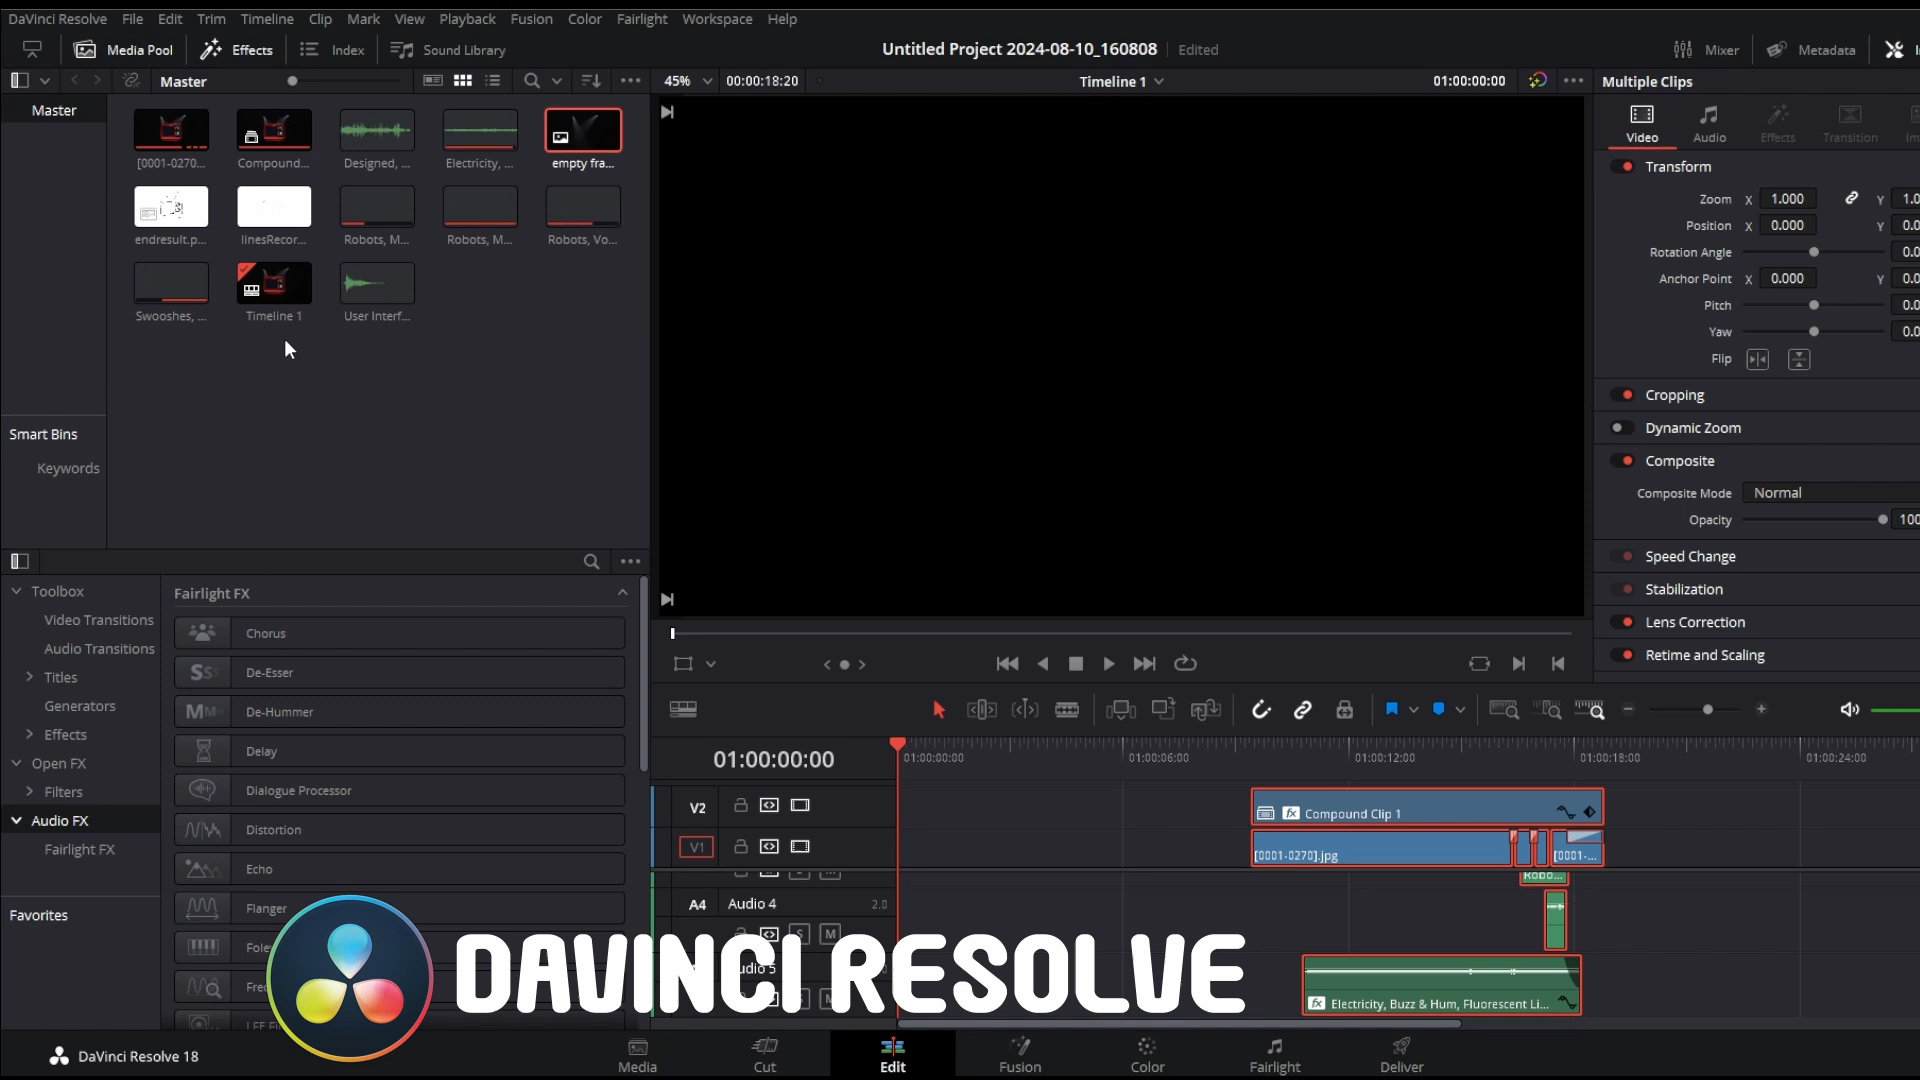 DaVinci Resolve File Edit Trim Timeline Clip Mark View Playback Fusion Color Fairlight Workspace Help
Media Pool Effects Index Sound Library
Untitled Project 2024-08-10_160808 Edited
Mixer Metadata
Master
45% 00:00:18:20 Timeline 1 01:00:00:00
Multiple Clips
Master
[0001-0270... Compound... Designed, ... Electricity, ... empty fra...
endresult.p... linesRecor... Robots, M... Robots, M... Robots, Vo...
Swooshes, ... Timeline 1 User Interf...
Smart Bins
Keywords
Video Audio Effects Transition
Transform
Zoom X 1.000 Y 1.0
Position X 0.000 Y 0.0
Rotation Angle 0.0
Anchor Point X 0.000 Y 0.0
Pitch 0.0
Yaw 0.0
Flip
Cropping
Dynamic Zoom
Composite
Composite Mode Normal
Opacity 100
Speed Change
Stabilization
Lens Correction
Retime and Scaling
Toolbox
Video Transitions
Audio Transitions
Titles
Generators
Effects
Open FX
Filters
Audio FX
Fairlight FX
Favorites
Fairlight FX
Chorus
De-Esser
De-Hummer
Delay
Dialogue Processor
Distortion
Echo
Flanger
01:00:00:00
01:00:00:00 01:00:06:00 01:00:12:00 01:00:18:00 01:00:24:00
V2
Compound Clip 1
V1
[0001-0270].jpg [0001-...
Robo...
A4 Audio 4 2.0
S M
Electricity, Buzz & Hum, Fluorescent Li...
DAVINCI RESOLVE
DaVinci Resolve 18
Media Cut Edit Fusion Color Fairlight Deliver